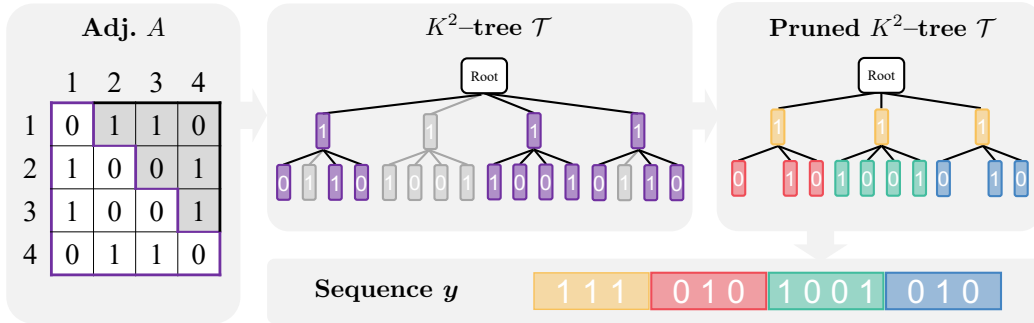 Adj. A
1 2 3 4
1 0 1 1 0
2 1 0 0 1
3 1 0 0 1
4 0 1 1 0
K²–tree 𝒯
Root
1 1 1 1
0 1 1 0 1 0 0 1 1 0 0 1 0 1 1 0
Pruned K²–tree 𝒯
Root
1 1 1
0 1 0 1 0 0 1 0 1 0
Sequence y
1 1 1 0 1 0 1 0 0 1 0 1 0